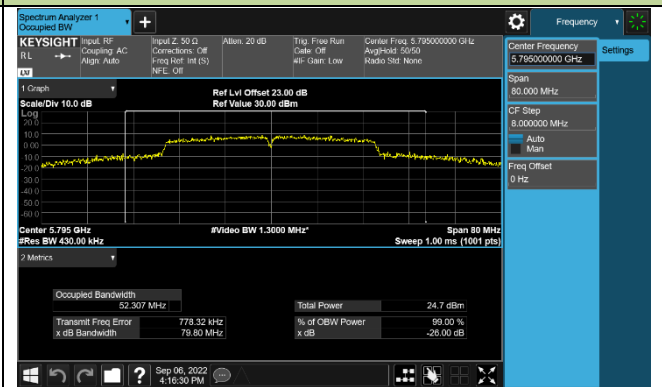 Spectrum Analyzer 1
Occupied BW
+
Frequency
KEYSIGHT
RL
LXI
Input: RF
Coupling: AC
Align: Auto
Input Z: 50 Ω
Corrections: Off
Freq Ref: Int (S)
NFE: Off
Atten: 20 dB
Trig: Free Run
Gate: Off
#IF Gain: Low
Center Freq: 5.795000000 GHz
Avg|Hold: 50/50
Radio Std: None
Center Frequency
5.795000000 GHz
Settings
Span
80.000 MHz
CF Step
8.000000 MHz
Auto
Man
Freq Offset
0 Hz
1 Graph
Scale/Div 10.0 dB
Ref Lvl Offset 23.00 dB
Ref Value 30.00 dBm
Log
20.0
10.0
0.00
-10.0
-20.0
-30.0
-40.0
-50.0
-60.0
Center 5.795 GHz
#Video BW 1.3000 MHz*
Span 80 MHz
#Res BW 430.00 kHz
Sweep 1.00 ms (1001 pts)
2 Metrics
Occupied Bandwidth
52.307 MHz
Total Power 24.7 dBm
Transmit Freq Error 778.32 kHz
% of OBW Power 99.00 %
x dB Bandwidth 79.80 MHz
x dB -26.00 dB
?
Sep 06, 2022
4:16:30 PM